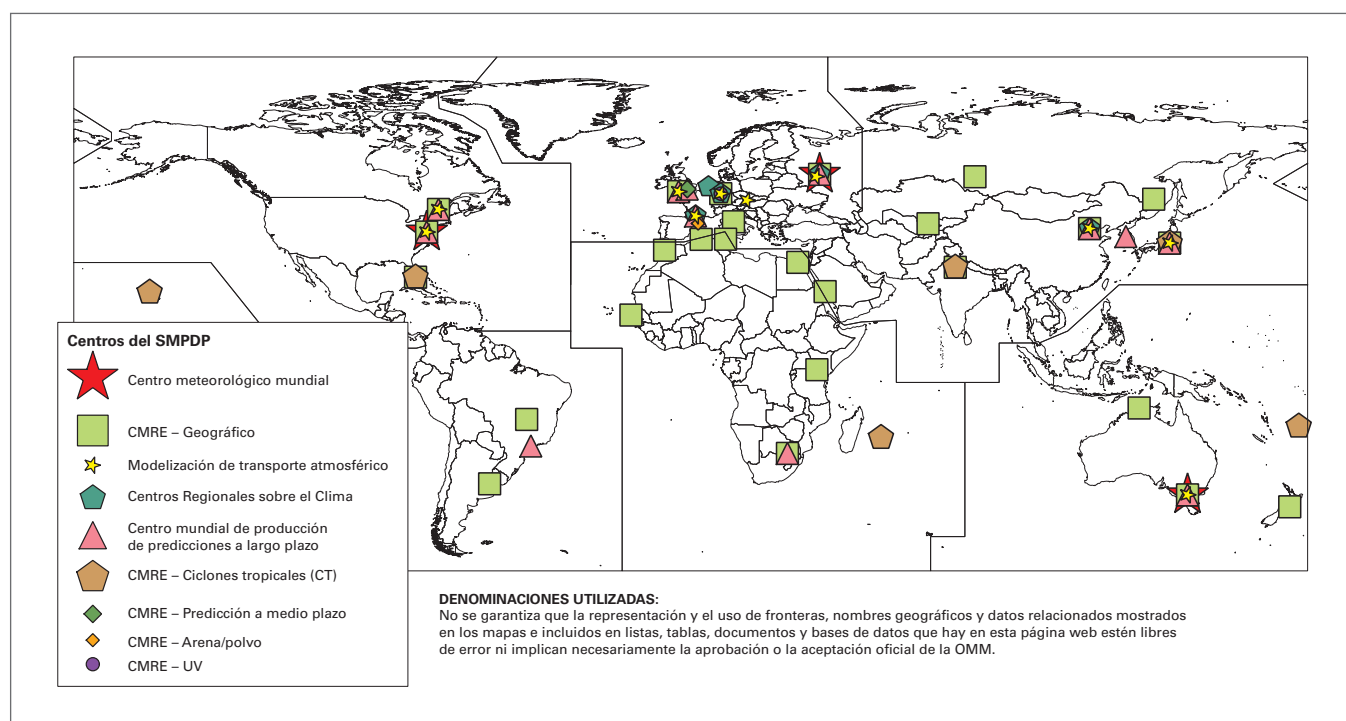 Centros del SMPDP
Centro meteorológico mundial
CMRE – Geográfico
Modelización de transporte atmosférico
Centros Regionales sobre el Clima
Centro mundial de producción
de predicciones a largo plazo
CMRE – Ciclones tropicales (CT)
CMRE – Predicción a medio plazo
CMRE – Arena/polvo
CMRE – UV
DENOMINACIONES UTILIZADAS:
No se garantiza que la representación y el uso de fronteras, nombres geográficos y datos relacionados mostrados
en los mapas e incluidos en listas, tablas, documentos y bases de datos que hay en esta página web estén libres
de error ni implican necesariamente la aprobación o la aceptación oficial de la OMM.